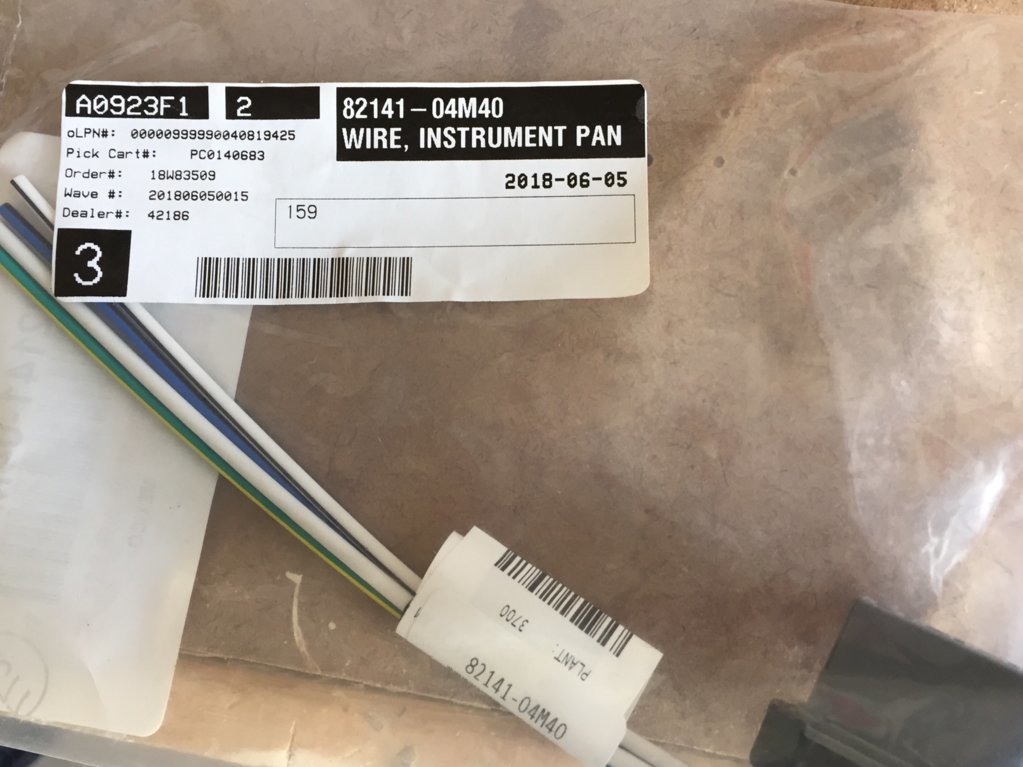 A0923F1 2
82141-04M40
WIRE, INSTRUMENT PAN
oLPN#: 00000999990040819425
Pick Cart#: PC0140683
Order#: 18W83509
Wave #: 201806050015
Dealer#: 42186
2018-06-05
159
3
PLANT: 3700
82141-04M40